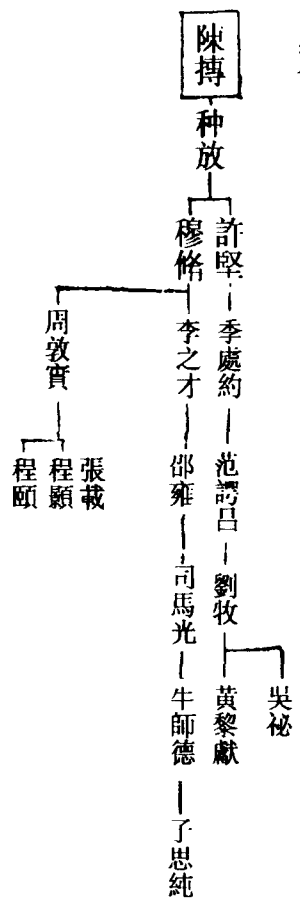 陳摶
种放
許堅
季處約
范諤昌
劉牧
吳祕
黃黎獻
穆脩
李之才
邵雍
司馬光
牛師德
子思純
周敦實
張載
程顥
程頤